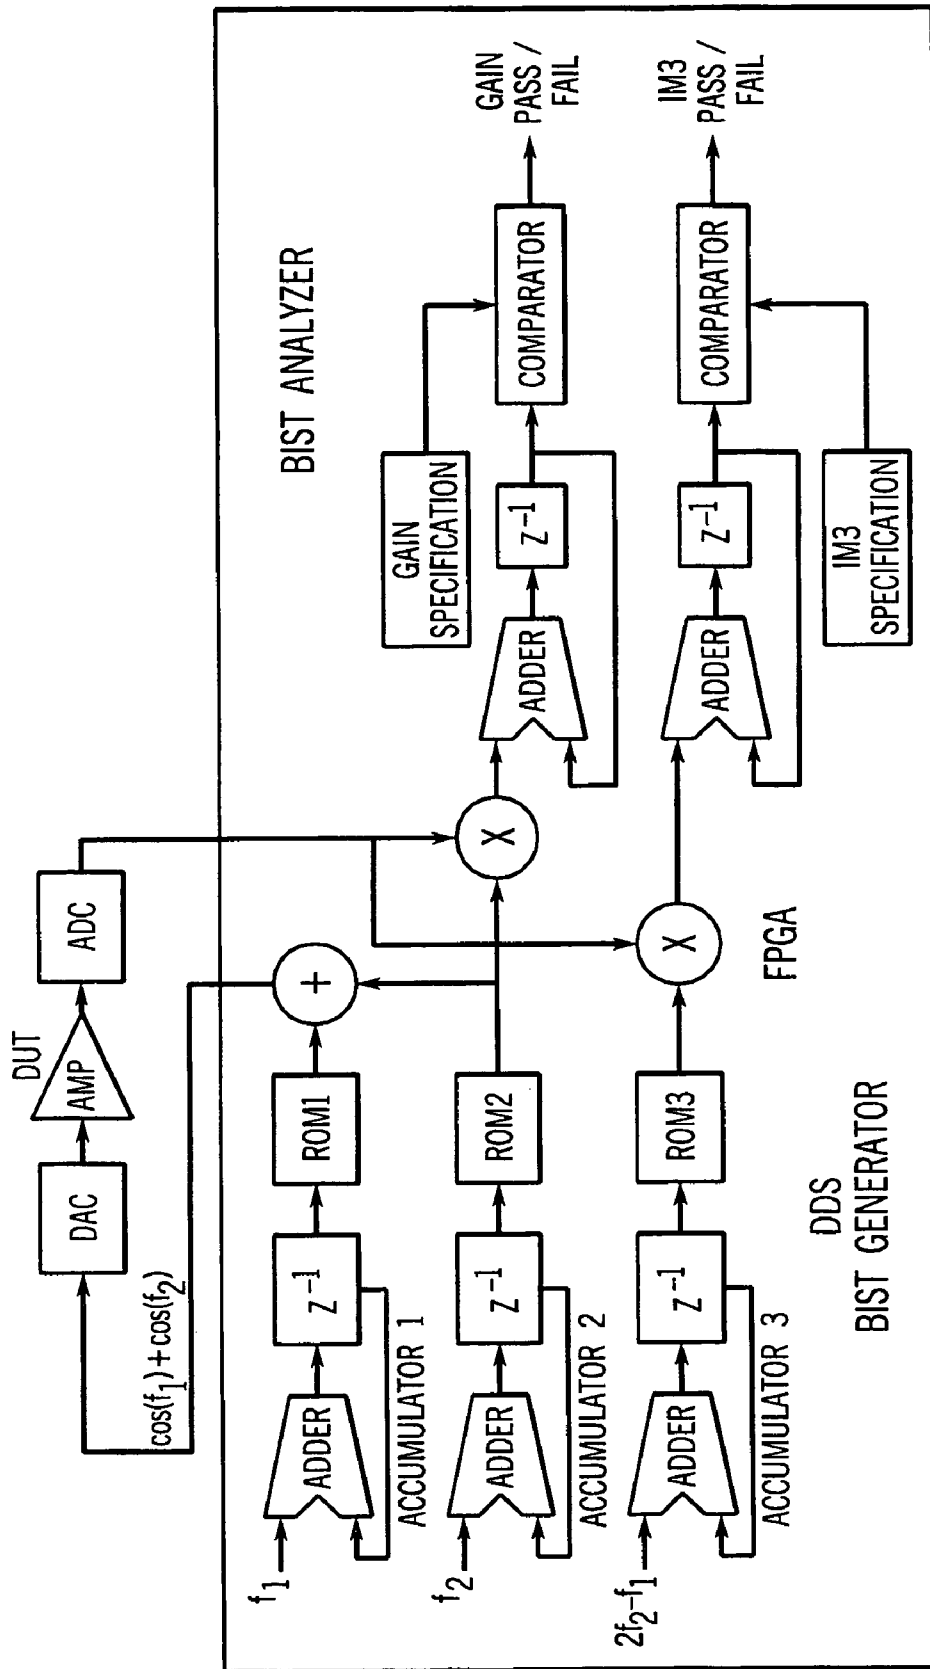 DUT
DAC
AMP
ADC
cos(f1)+cos(f2)
BIST ANALYZER
f1
ADDER
z-1
ROM1
+
ACCUMULATOR 1
GAIN
SPECIFICATION
f2
ADDER
z-1
ROM2
X
ADDER
z-1
COMPARATOR
GAIN
PASS /
FAIL
ACCUMULATOR 2
2f2-f1
ADDER
z-1
ROM3
X
ADDER
z-1
COMPARATOR
IM3
PASS /
FAIL
ACCUMULATOR 3
FPGA
IM3
SPECIFICATION
DDS
BIST GENERATOR